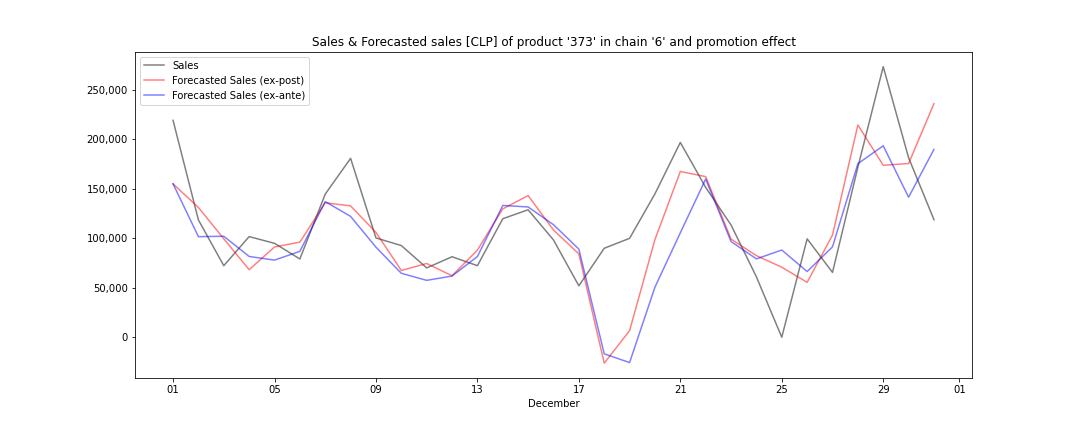 Sales & Forecasted sales [CLP] of product '373' in chain '6' and promotion effect
Sales
Forecasted Sales (ex-post)
Forecasted Sales (ex-ante)
250,000
200,000
150,000
100,000
50,000
0
01 05 09 13 17 21 25 29 01
December